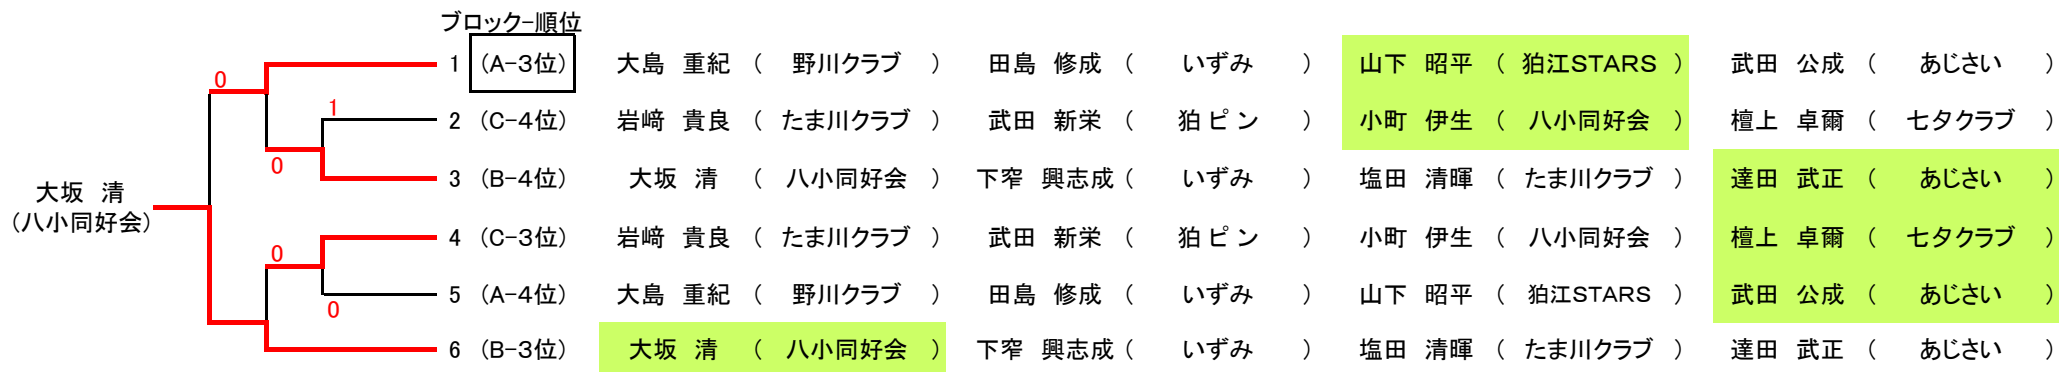 ブロック-順位
1 (A-3位) 大島 重紀 ( 野川クラブ ) 田島 修成 ( いずみ ) 山下 昭平 ( 狛江STARS ) 武田 公成 ( あじさい )
0
1
2 (C-4位) 岩﨑 貴良 ( たま川クラブ ) 武田 新栄 ( 狛ピン ) 小町 伊生 ( 八小同好会 ) 檀上 卓爾 ( 七夕クラブ )
0
3 (B-4位) 大坂 清 ( 八小同好会 ) 下窄 興志成 ( いずみ ) 塩田 清暉 ( たま川クラブ ) 達田 武正 ( あじさい )
大坂 清
(八小同好会)
4 (C-3位) 岩﨑 貴良 ( たま川クラブ ) 武田 新栄 ( 狛ピン ) 小町 伊生 ( 八小同好会 ) 檀上 卓爾 ( 七夕クラブ )
0
5 (A-4位) 大島 重紀 ( 野川クラブ ) 田島 修成 ( いずみ ) 山下 昭平 ( 狛江STARS ) 武田 公成 ( あじさい )
0
6 (B-3位) 大坂 清 ( 八小同好会 ) 下窄 興志成 ( いずみ ) 塩田 清暉 ( たま川クラブ ) 達田 武正 ( あじさい )